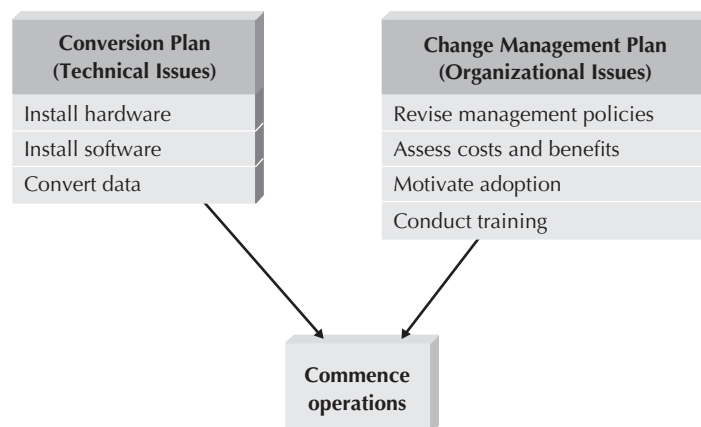 Conversion Plan
(Technical Issues)
Install hardware
Install software
Convert data
Change Management Plan
(Organizational Issues)
Revise management policies
Assess costs and benefits
Motivate adoption
Conduct training
Commence
operations